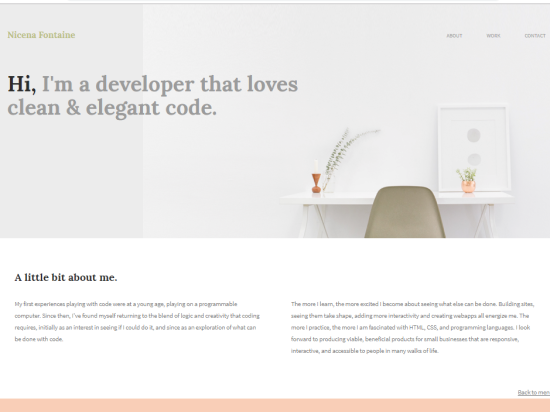 Nicena Fontaine
ABOUT WORK CONTACT
Hi, I'm a developer that loves
clean & elegant code.
A little bit about me.
My first experiences playing with code were at a young age, playing on a programmable
computer. Since then, I've found myself returning to the blend of logic and creativity that coding
requires, initially as an interest in seeing if I could do it, and since as an exploration of what can
be done with code.
The more I learn, the more excited I become about seeing what else can be done. Building sites,
seeing them take shape, adding more interactivity and creating webapps all energize me. The
more I practice, the more I am fascinated with HTML, CSS, and programming languages. I look
forward to producing viable, beneficial products for small businesses that are responsive,
interactive, and accessible to people in many walks of life.
Back to men